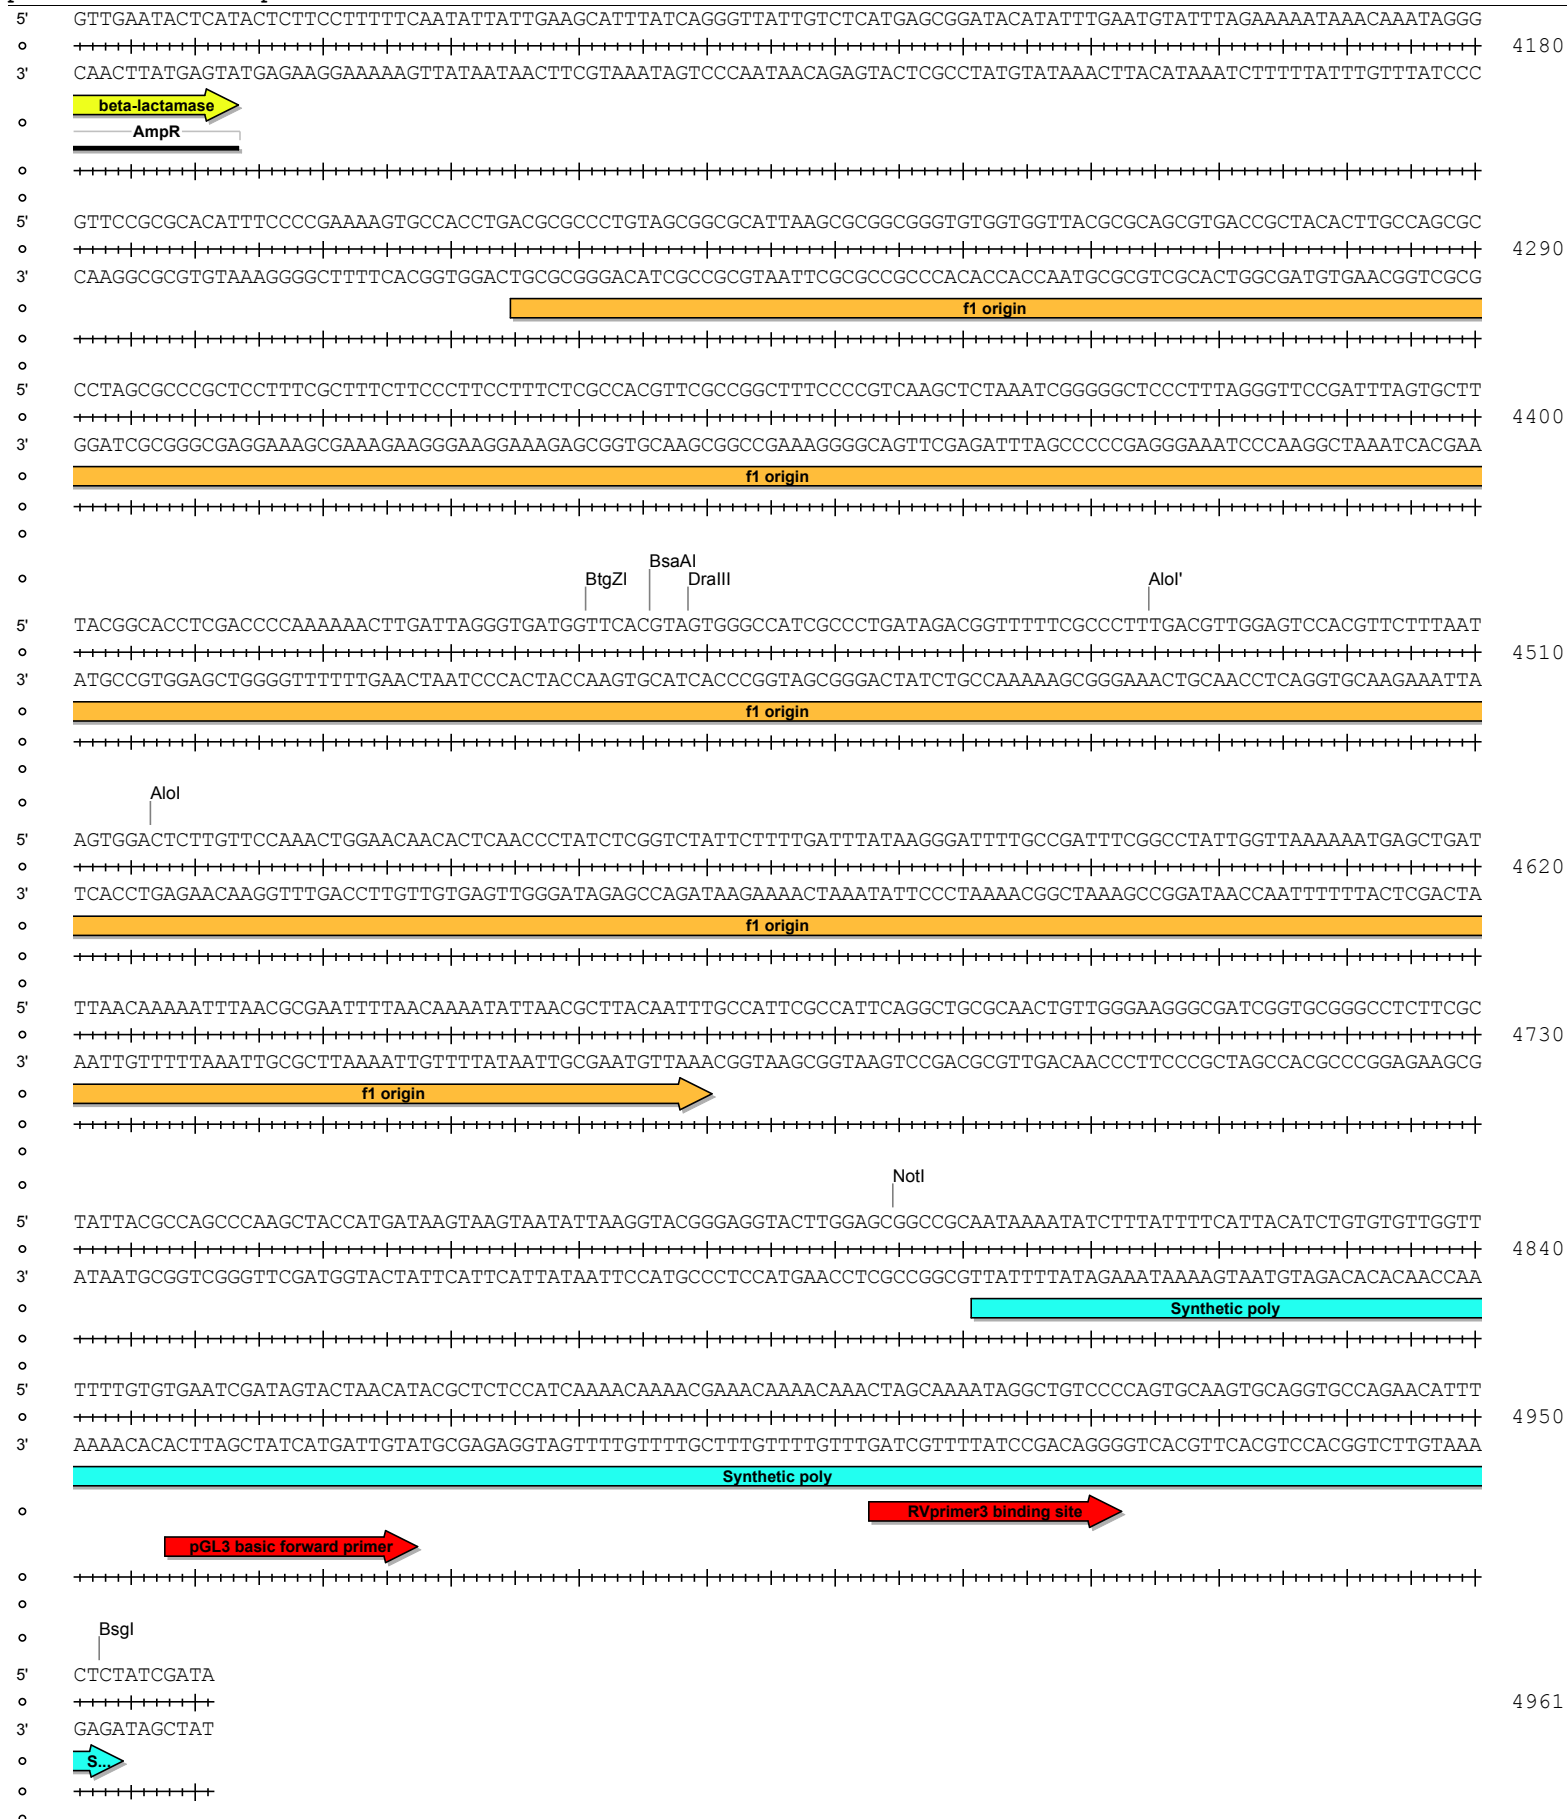 5' GTTGAATACTCATACTCTTCCTTTTTCAATATTATTGAAGCATTTATCAGGGTTATTGTCTCATGAGCGGATACATATTTGAATGTATTTAGAAAAATAAACAAATAGGG
4180
3' CAACTTATGAGTATGAGAAGGAAAAAGTTATAATAACTTCGTAAATAGTCCCAATAACAGAGTACTCGCCTATGTATAAACTTACATAAATCTTTTTATTTGTTTATCCC
beta-lactamase
AmpR
5' GTTCCGCGCACATTTCCCCGAAAAGTGCCACCTGACGCGCCCTGTAGCGGCGCATTAAGCGCGGCGGGTGTGGTGGTTACGCGCAGCGTGACCGCTACACTTGCCAGCGC
4290
3' CAAGGCGCGTGTAAAGGGGCTTTTCACGGTGGACTGCGCGGGACATCGCCGCGTAATTCGCGCCGCCCACACCACCAATGCGCGTCGCACTGGCGATGTGAACGGTCGCG
f1 origin
5' CCTAGCGCCCGCTCCTTTCGCTTTCTTCCCTTCCTTTCTCGCCACGTTCGCCGGCTTTCCCCGTCAAGCTCTAAATCGGGGGCTCCCTTTAGGGTTCCGATTTAGTGCTT
4400
3' GGATCGCGGGCGAGGAAAGCGAAAGAAGGGAAGGAAAGAGCGGTGCAAGCGGCCGAAAGGGGCAGTTCGAGATTTAGCCCCCGAGGGAAATCCCAAGGCTAAATCACGAA
f1 origin
BtgZI BsaAI DraIII AloI'
5' TACGGCACCTCGACCCCAAAAAACTTGATTAGGGTGATGGTTCACGTAGTGGGCCATCGCCCTGATAGACGGTTTTTCGCCCTTTGACGTTGGAGTCCACGTTCTTTAAT
4510
3' ATGCCGTGGAGCTGGGGTTTTTTGAACTAATCCCACTACCAAGTGCATCACCCGGTAGCGGGACTATCTGCCAAAAAGCGGGAAACTGCAACCTCAGGTGCAAGAAATTA
f1 origin
AloI
5' AGTGGACTCTTGTTCCAAACTGGAACAACACTCAACCCTATCTCGGTCTATTCTTTTGATTTATAAGGGATTTTGCCGATTTCGGCCTATTGGTTAAAAAATGAGCTGAT
4620
3' TCACCTGAGAACAAGGTTTGACCTTGTTGTGAGTTGGGATAGAGCCAGATAAGAAAACTAAATATTCCCTAAAACGGCTAAAGCCGGATAACCAATTTTTTACTCGACTA
f1 origin
5' TTAACAAAAATTTAACGCGAATTTTAACAAAATATTAACGCTTACAATTTGCCATTCGCCATTCAGGCTGCGCAACTGTTGGGAAGGGCGATCGGTGCGGGCCTCTTCGC
4730
3' AATTGTTTTTAAATTGCGCTTAAAATTGTTTTATAATTGCGAATGTTAAACGGTAAGCGGTAAGTCCGACGCGTTGACAACCCTTCCCGCTAGCCACGCCCGGAGAAGCG
f1 origin
NotI
5' TATTACGCCAGCCCAAGCTACCATGATAAGTAAGTAATATTAAGGTACGGGAGGTACTTGGAGCGGCCGCAATAAAATATCTTTATTTTCATTACATCTGTGTGTTGGTT
4840
3' ATAATGCGGTCGGGTTCGATGGTACTATTCATTCATTATAATTCCATGCCCTCCATGAACCTCGCCGGCGTTATTTTATAGAAATAAAAGTAATGTAGACACACAACCAA
Synthetic poly
5' TTTTGTGTGAATCGATAGTACTAACATACGCTCTCCATCAAAACAAAACGAAACAAAACAAACTAGCAAAATAGGCTGTCCCCAGTGCAAGTGCAGGTGCCAGAACATTT
4950
3' AAAACACACTTAGCTATCATGATTGTATGCGAGAGGTAGTTTTGTTTTGCTTTGTTTTGTTTGATCGTTTTATCCGACAGGGGTCACGTTCACGTCCACGGTCTTGTAAA
Synthetic poly
RVprimer3 binding site
pGL3 basic forward primer
BsgI
5' CTCTATCGATA
4961
3' GAGATAGCTAT
S...